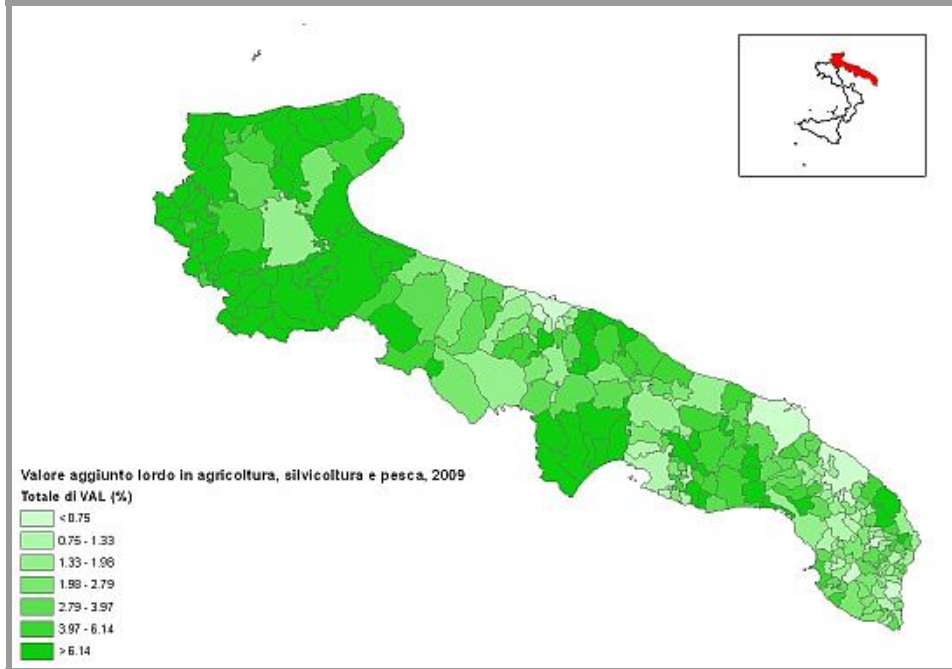 Valore aggiunto lordo in agricoltura, silvicoltura e pesca, 2009
Totale di VAL (%)
< 0.75
0.75 - 1.33
1.33 - 1.98
1.98 - 2.79
2.79 - 3.97
3.97 - 6.14
> 6.14